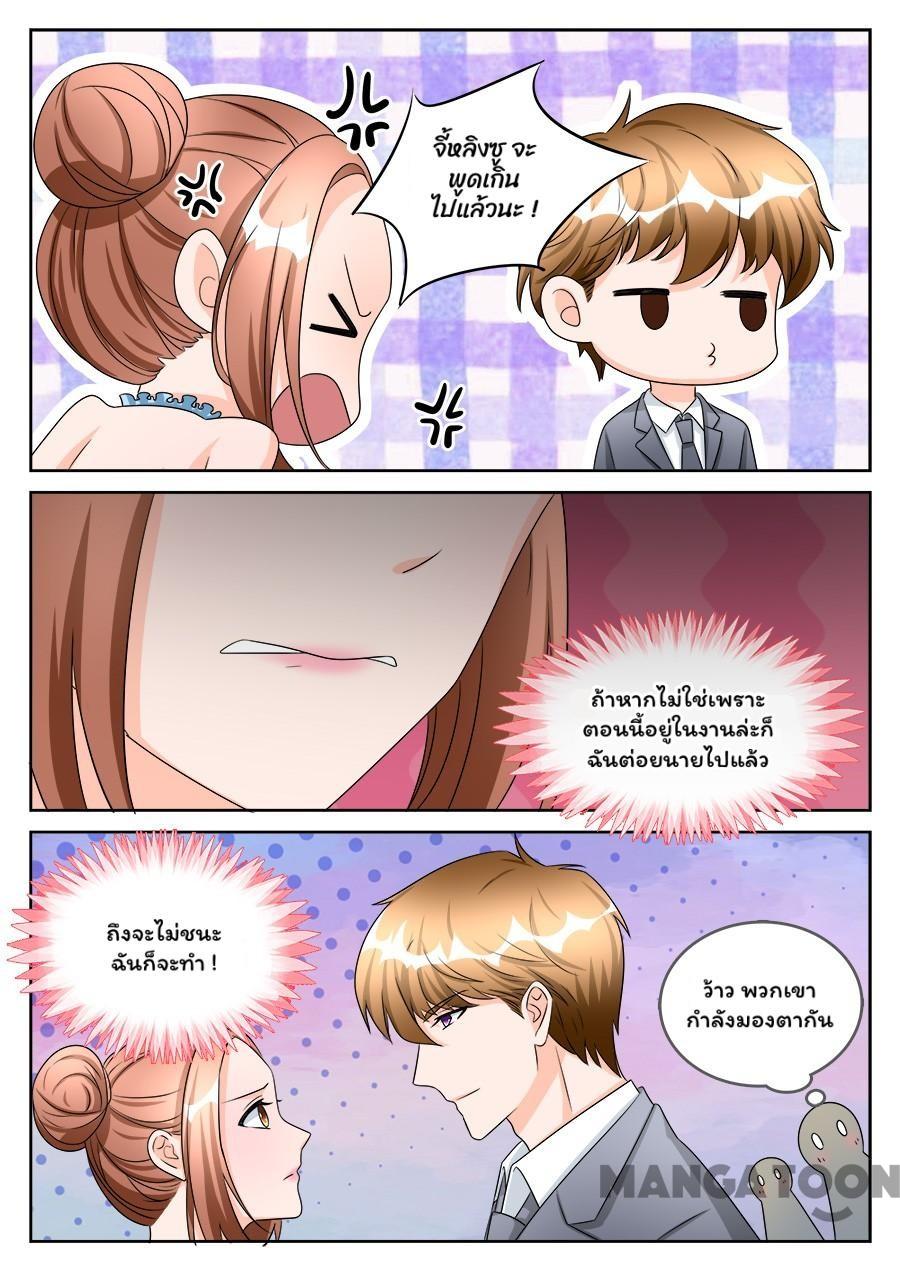 จี้หลิงซู จะ
พูดเกิน
ไปแล้วนะ !
ถ้าหากไม่ใช่เพราะ
ตอนนี้อยู่ในงานล่ะก็
ฉันต่อยนายไปแล้ว
ถึงจะไม่ชนะ
ฉันก็จะทำ !
ว้าว พวกเขา
กำลังมองตากัน
MANGATOON